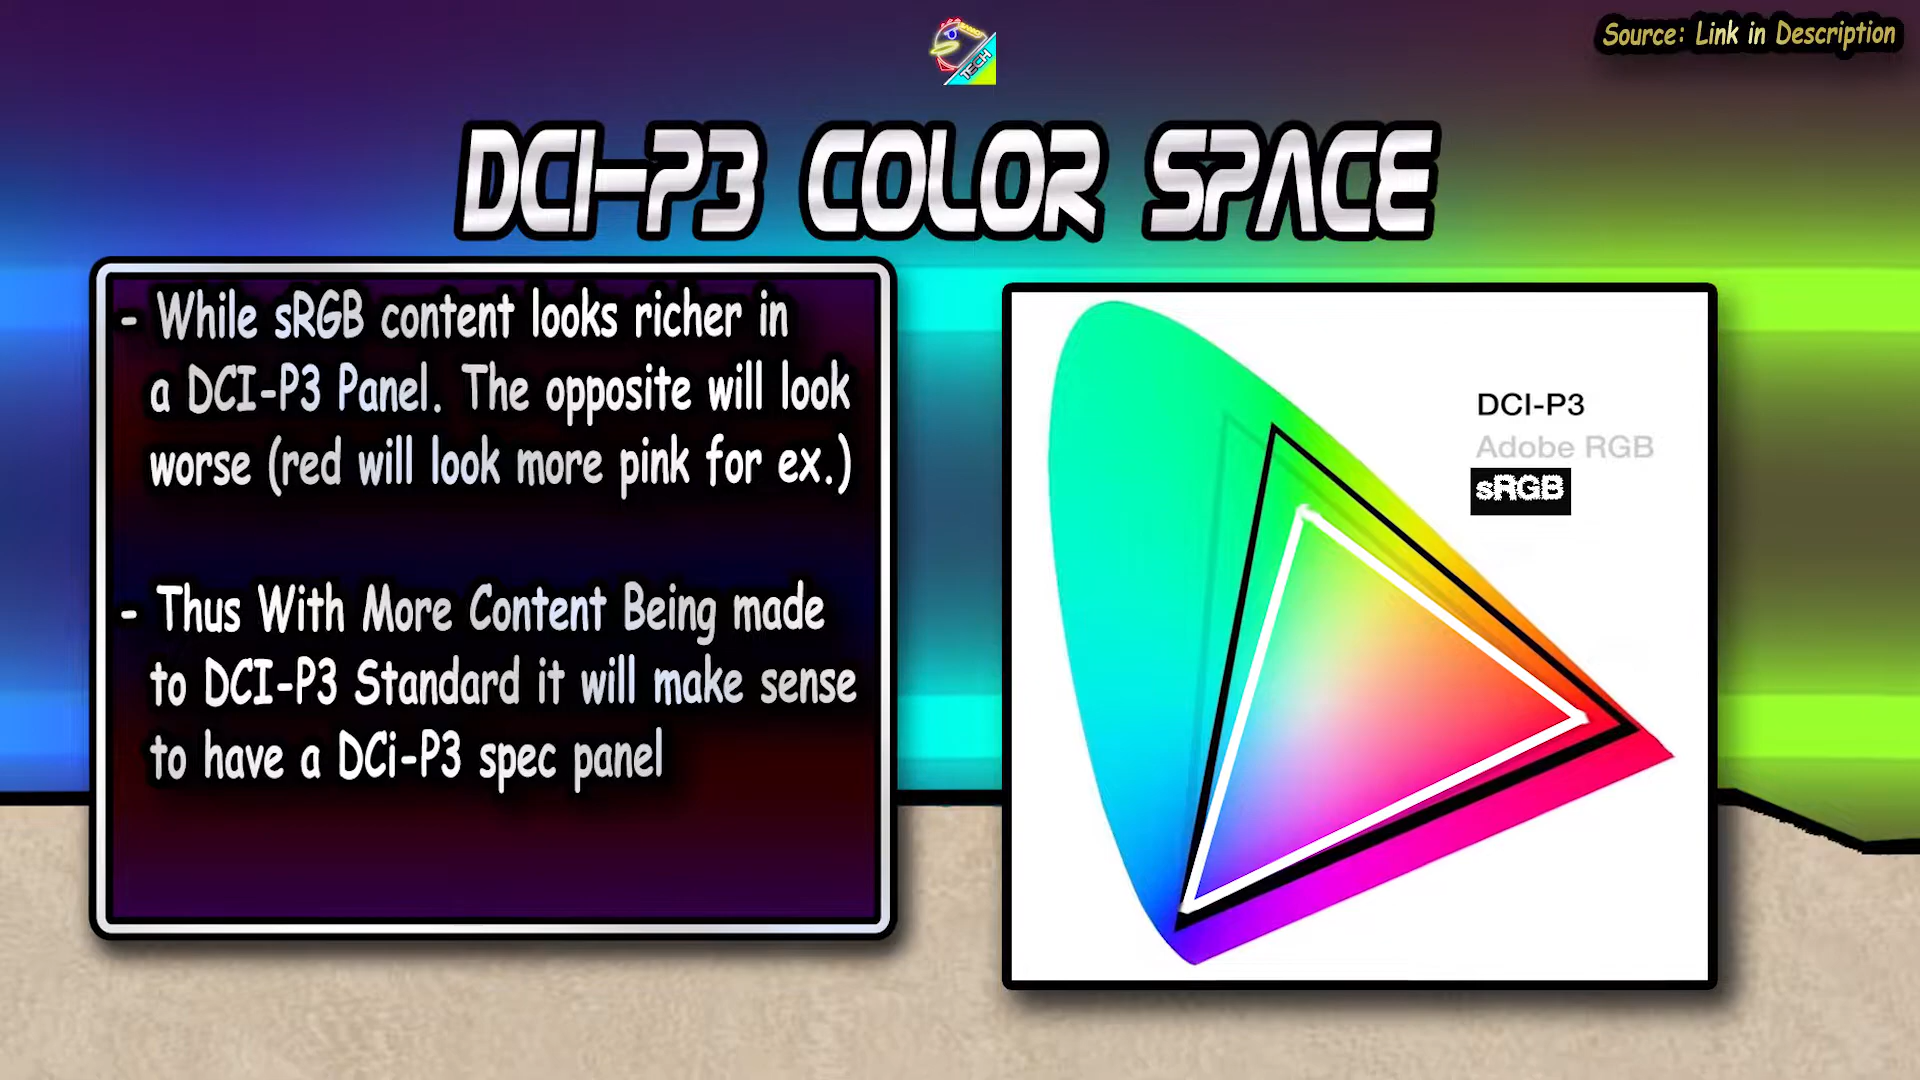 Source: Link in Description
TECH
DCI-P3 COLOR SPACE
- While sRGB content looks richer in
a DCI-P3 Panel. The opposite will look
worse (red will look more pink for ex.)
- Thus With More Content Being made
to DCI-P3 Standard it will make sense
to have a DCi-P3 spec panel
DCI-P3
Adobe RGB
sRGB